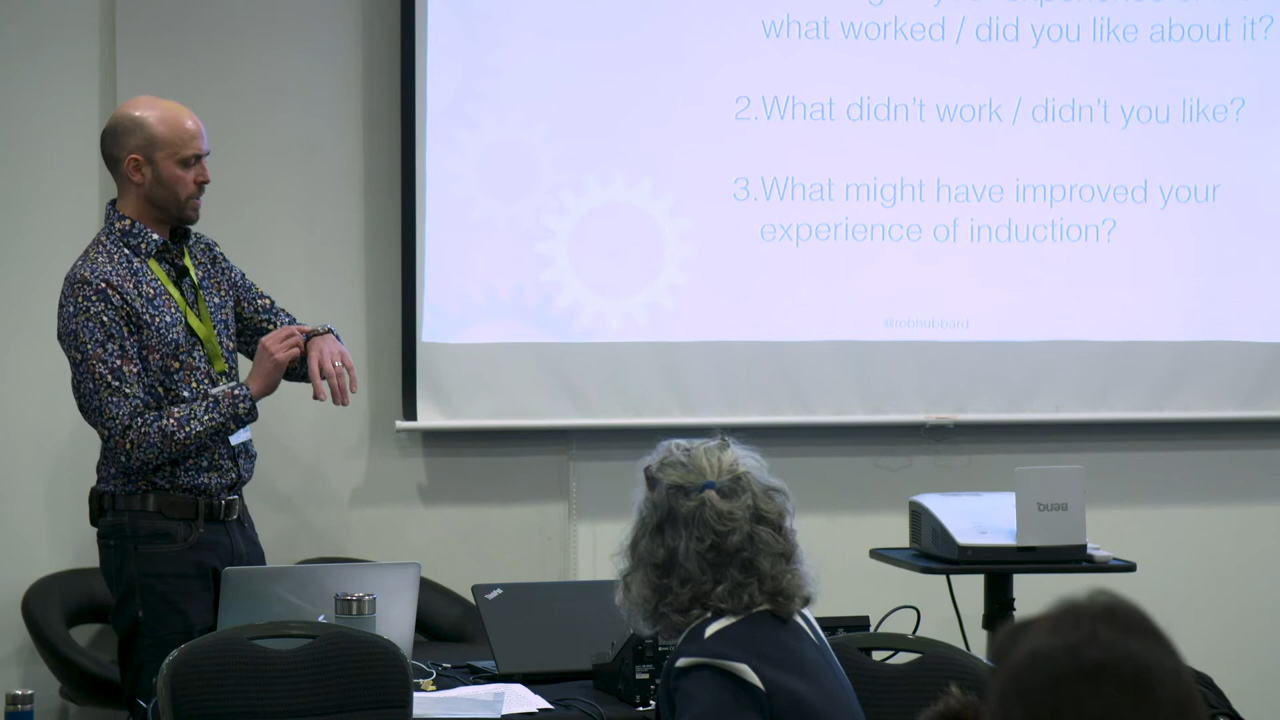 what worked / did you like about it?
2.What didn't work / didn't you like?
3.What might have improved your
experience of induction?
@robhubbard
BenQ
ThinkPad